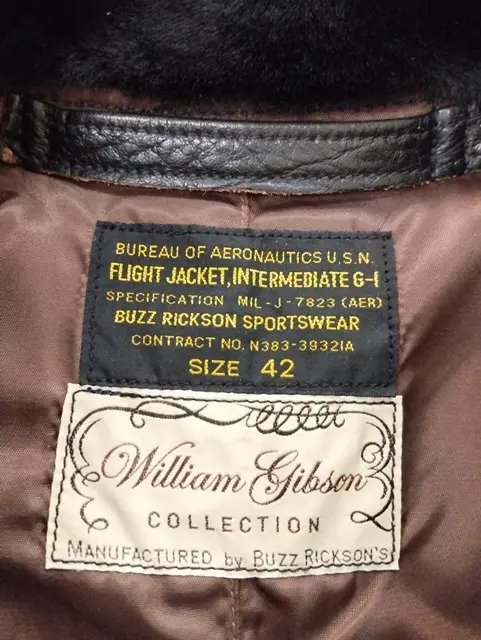 BUREAU OF AERONAUTICS U.S.N.
FLIGHT JACKET, INTERMEDIATE G-1
SPECIFICATION MIL-J-7823 (AER)
BUZZ RICKSON SPORTSWEAR
CONTRACT NO. N383-39321A
SIZE 42
William Gibson
COLLECTION
MANUFACTURED by BUZZ RICKSON'S